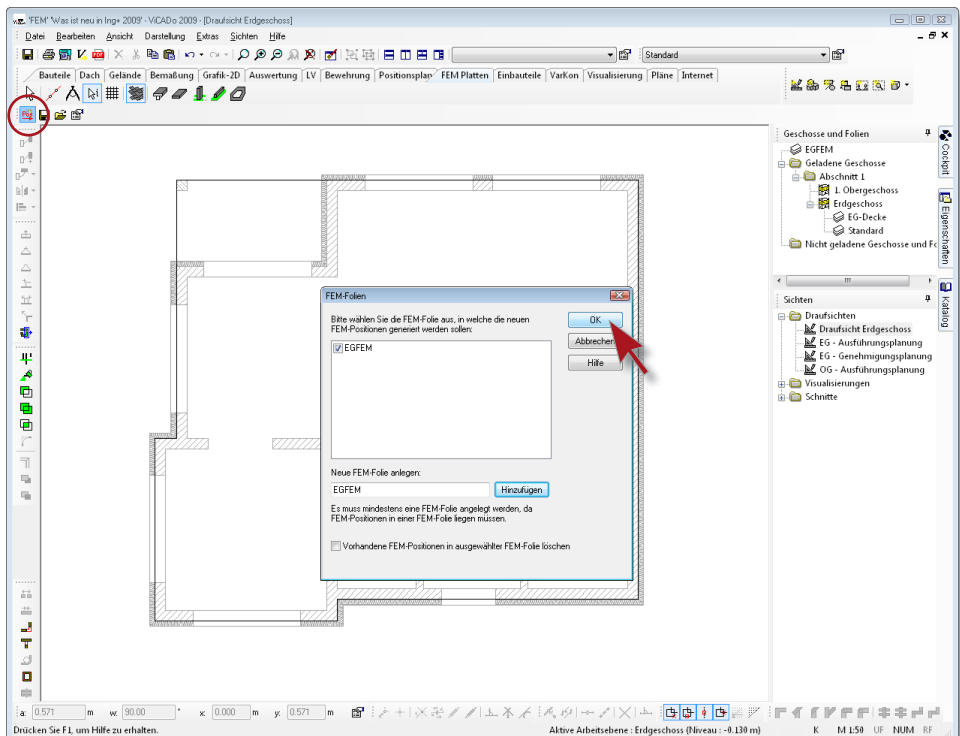 'FEM' 'Was ist neu in Ing+ 2009' - ViCADo 2009 - [Draufsicht Erdgeschoss]
Datei Bearbeiten Ansicht Darstellung Extras Sichten Hilfe
Standard
Bauteile Dach Gelände Bemaßung Grafik-2D Auswertung LV Bewehrung Positionsplan FEM Platten Einbauteile VarKon Visualisierung Pläne Internet
Geschosse und Folien
EGFEM
Geladene Geschosse
Abschnitt 1
1. Obergeschoss
Erdgeschoss
EG-Decke
Standard
Nicht geladene Geschosse und Fo
Cockpit
Eigenschaften
Katalog
Sichten
Draufsichten
Draufsicht Erdgeschoss
EG - Ausführungsplanung
EG - Genehmigungsplanung
OG - Ausführungsplanung
Visualisierungen
Schnitte
FEM-Folien
Bitte wählen Sie die FEM-Folie aus, in welche die neuen
FEM-Positionen generiert werden sollen:
EGFEM
OK
Abbrechen
Hilfe
Neue FEM-Folie anlegen:
EGFEM
Hinzufügen
Es muss mindestens eine FEM-Folie angelegt werden, da
FEM-Positionen in einer FEM-Folie liegen müssen.
Vorhandene FEM-Positionen in ausgewählter FEM-Folie löschen
a: 0.571 m w: 90.00 ° x: 0.000 m y: 0.571 m
Drücken Sie F1, um Hilfe zu erhalten.
Aktive Arbeitsebene : Erdgeschoss (Niveau : -0.130 m) K M 1:50 UF NUM RF